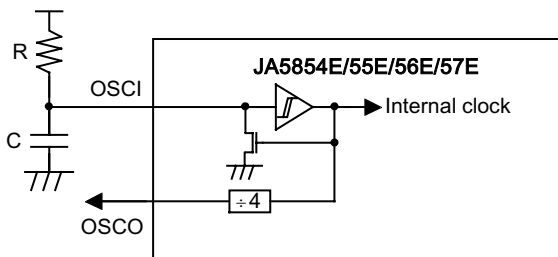 R
JA5854E/55E/56E/57E
OSCI
Internal clock
C
÷4
OSCO